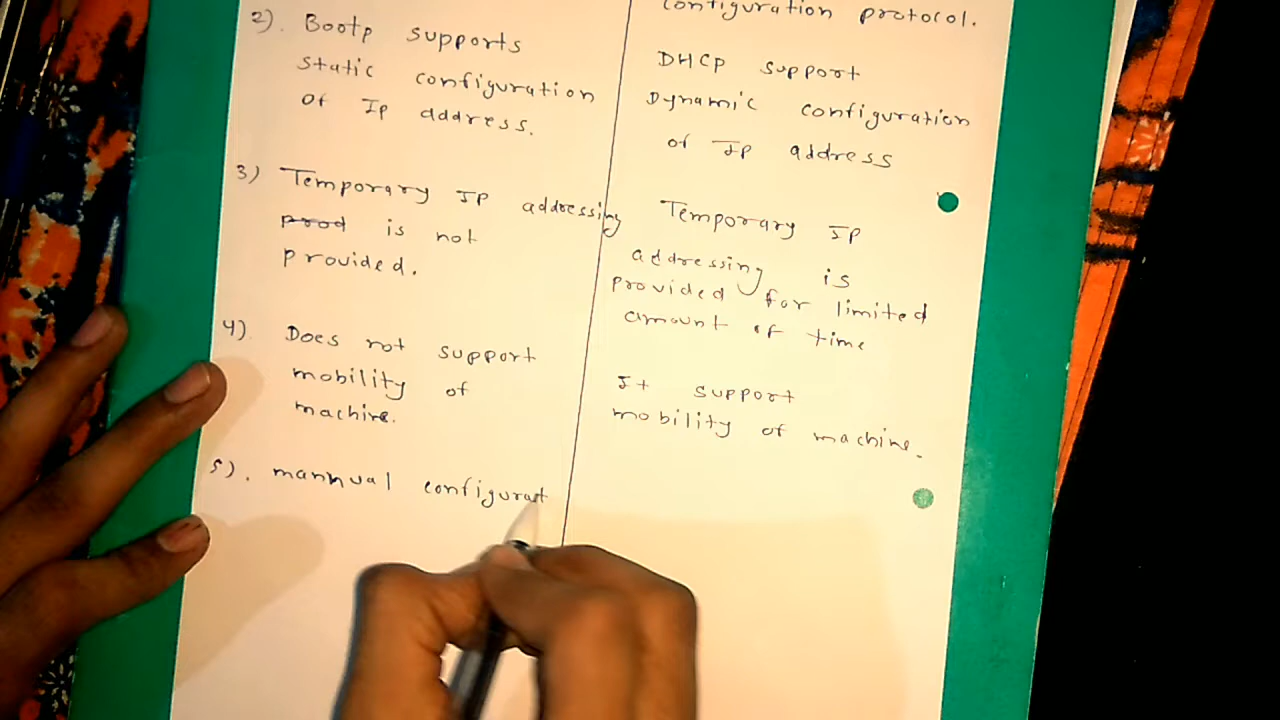 2). Bootp supports
static configuration
of Ip address.
3) Temporary IP addressing
prod is not
provided.
4). Does not support
mobility of
machine.
5). mannual configurat
configuration protocol.
DHCP support
Dynamic configuration
of IP address
Temporary IP
addressing is
provided for limited
amount of time
It support
mobility of machine.